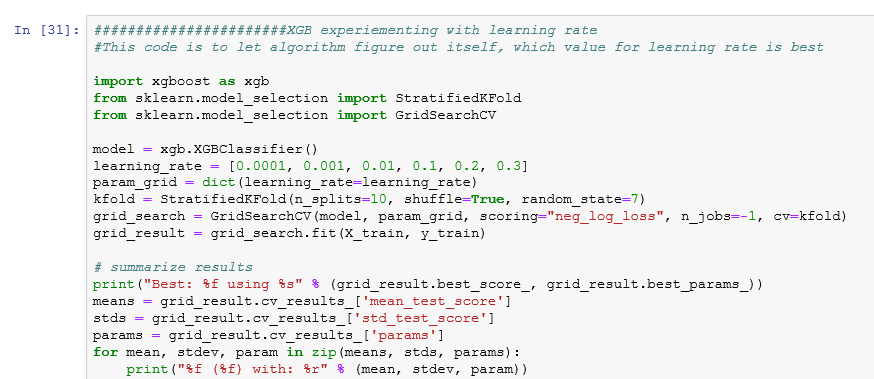 In [31]: #######################XGB experiementing with learning rate
#This code is to let algorithm figure out itself, which value for learning rate is best
import xgboost as xgb
from sklearn.model_selection import StratifiedKFold
from sklearn.model_selection import GridSearchCV
model = xgb.XGBClassifier()
learning_rate = [0.0001, 0.001, 0.01, 0.1, 0.2, 0.3]
param_grid = dict(learning_rate=learning_rate)
kfold = StratifiedKFold(n_splits=10, shuffle=True, random_state=7)
grid_search = GridSearchCV(model, param_grid, scoring="neg_log_loss", n_jobs=-1, cv=kfold)
grid_result = grid_search.fit(X_train, y_train)
# summarize results
print("Best: %f using %s" % (grid_result.best_score_, grid_result.best_params_))
means = grid_result.cv_results_['mean_test_score']
stds = grid_result.cv_results_['std_test_score']
params = grid_result.cv_results_['params']
for mean, stdev, param in zip(means, stds, params):
    print("%f (%f) with: %r" % (mean, stdev, param))